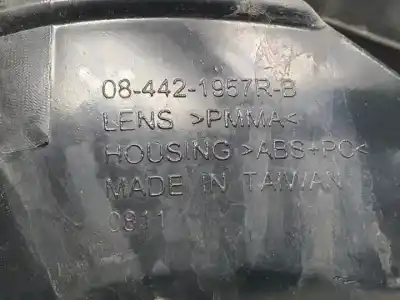 08-442-1957R-B
LENS >PMMA<
HOUSING >ABS+PC<
MADE IN TAIWAN
0811